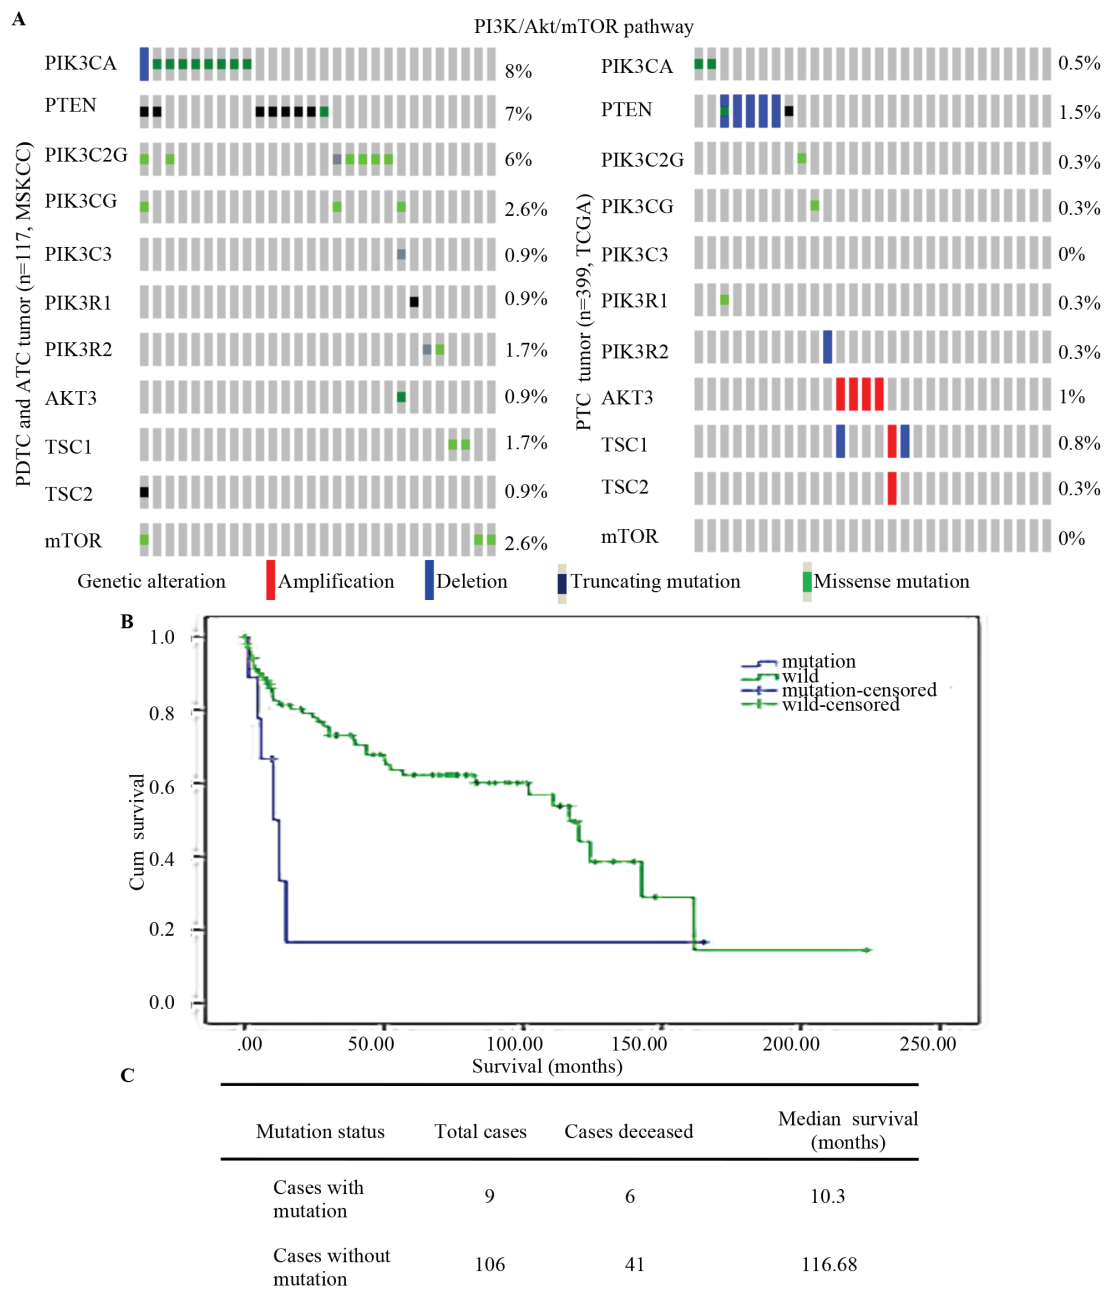 A
PI3K/Akt/mTOR pathway
PDTC and ATC tumor (n=117, MSKCC)
PIK3CA 8%
PTEN 7%
PIK3C2G 6%
PIK3CG 2.6%
PIK3C3 0.9%
PIK3R1 0.9%
PIK3R2 1.7%
AKT3 0.9%
TSC1 1.7%
TSC2 0.9%
mTOR 2.6%
PTC tumor (n=399, TCGA)
PIK3CA 0.5%
PTEN 1.5%
PIK3C2G 0.3%
PIK3CG 0.3%
PIK3C3 0%
PIK3R1 0.3%
PIK3R2 0.3%
AKT3 1%
TSC1 0.8%
TSC2 0.3%
mTOR 0%
Genetic alteration Amplification Deletion Truncating mutation Missense mutation
B
Cum survival
1.0
0.8
0.6
0.4
0.2
0.0
mutation
wild
mutation-censored
wild-censored
.00 50.00 100.00 150.00 200.00 250.00
Survival (months)
C
Mutation status Total cases Cases deceased Median survival
(months)
Cases with
mutation 9 6 10.3
Cases without
mutation 106 41 116.68